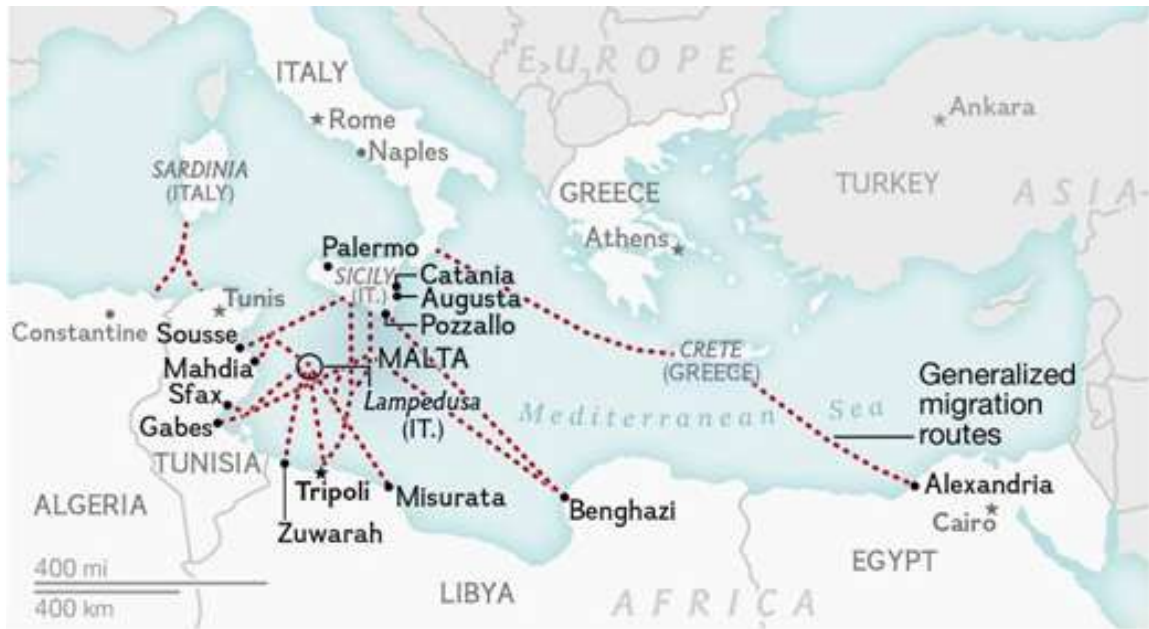 EUROPE
ITALY
Rome
Naples
Ankara
SARDINIA
(ITALY)
GREECE
TURKEY
ASIA
Athens
Palermo
SICILY
(IT.)
Catania
Augusta
Pozzallo
Tunis
Constantine
Sousse
Mahdia
MALTA
CRETE
(GREECE)
Sfax
Gabes
Lampedusa
(IT.)
Mediterranean Sea
Generalized
migration
routes
TUNISIA
Tripoli
Misurata
Benghazi
Alexandria
Cairo
ALGERIA
Zuwarah
EGYPT
400 mi
400 km
LIBYA
AFRICA